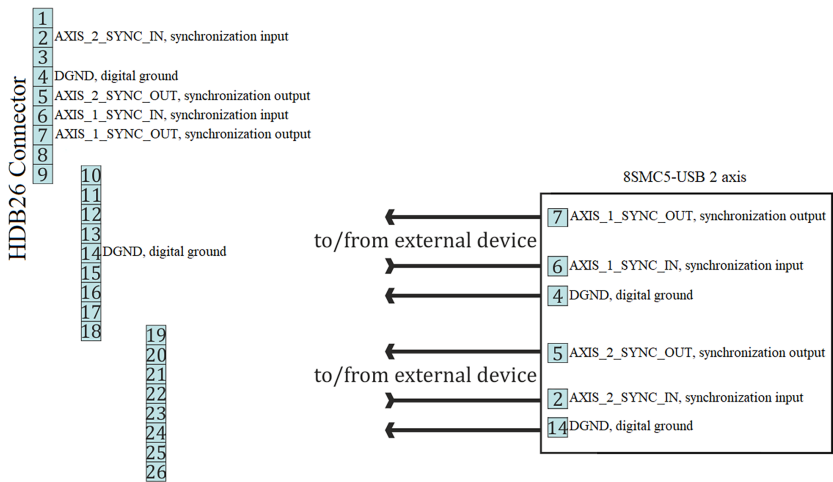 HDB26 Connector
1
2 AXIS_2_SYNC_IN, synchronization input
3
4 DGND, digital ground
5 AXIS_2_SYNC_OUT, synchronization output
6 AXIS_1_SYNC_IN, synchronization input
7 AXIS_1_SYNC_OUT, synchronization output
8
9
10
11
12
13
14 DGND, digital ground
15
16
17
18
19
20
21
22
23
24
25
26
8SMC5-USB 2 axis
7 AXIS_1_SYNC_OUT, synchronization output
to/from external device
6 AXIS_1_SYNC_IN, synchronization input
4 DGND, digital ground
5 AXIS_2_SYNC_OUT, synchronization output
to/from external device
2 AXIS_2_SYNC_IN, synchronization input
14 DGND, digital ground